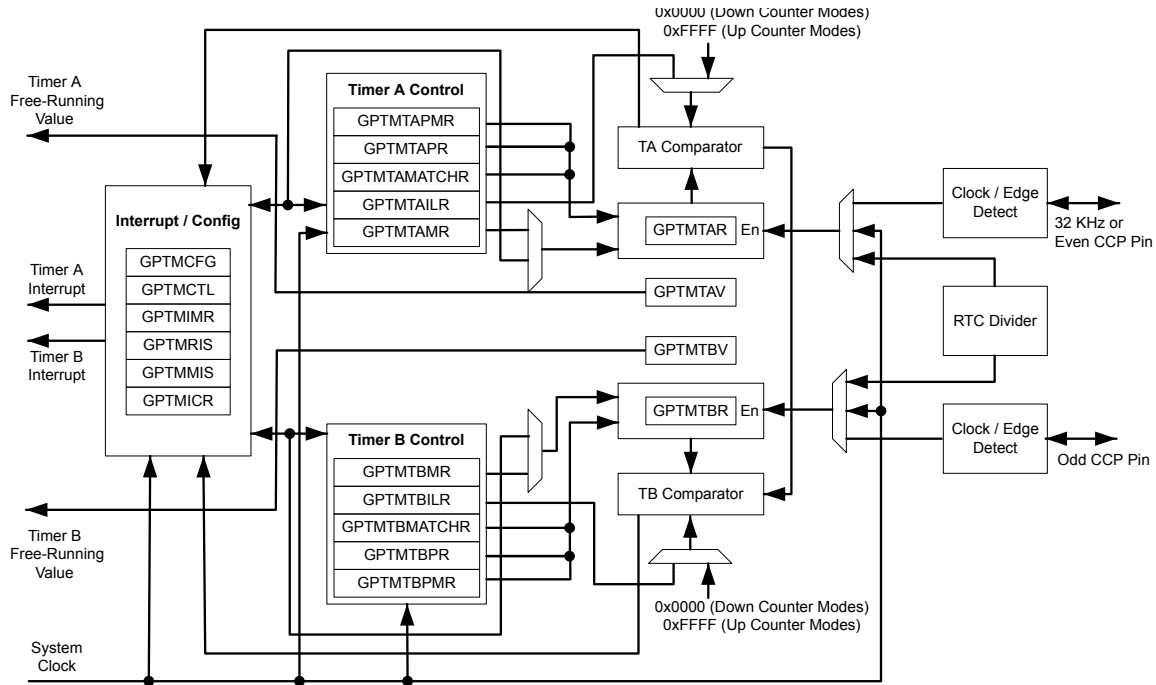 0x0000 (Down Counter Modes)
0xFFFF (Up Counter Modes)
Timer A
Free-Running
Value
Timer A Control
GPTMTAPMR
GPTMTAPR
GPTMTAMATCHR
GPTMTAILR
GPTMTAMR
TA Comparator
GPTMTAR
En
Clock / Edge
Detect
32 KHz or
Even CCP Pin
Interrupt / Config
GPTMCFG
GPTMCTL
GPTMIMR
GPTMRIS
GPTMMIS
GPTMICR
Timer A
Interrupt
Timer B
Interrupt
GPTMTAV
GPTMTBV
RTC Divider
GPTMTBR
En
Clock / Edge
Detect
Odd CCP Pin
Timer B Control
GPTMTBMR
GPTMTBILR
GPTMTBMATCHR
GPTMTBPR
GPTMTBPMR
TB Comparator
Timer B
Free-Running
Value
0x0000 (Down Counter Modes)
0xFFFF (Up Counter Modes)
System
Clock